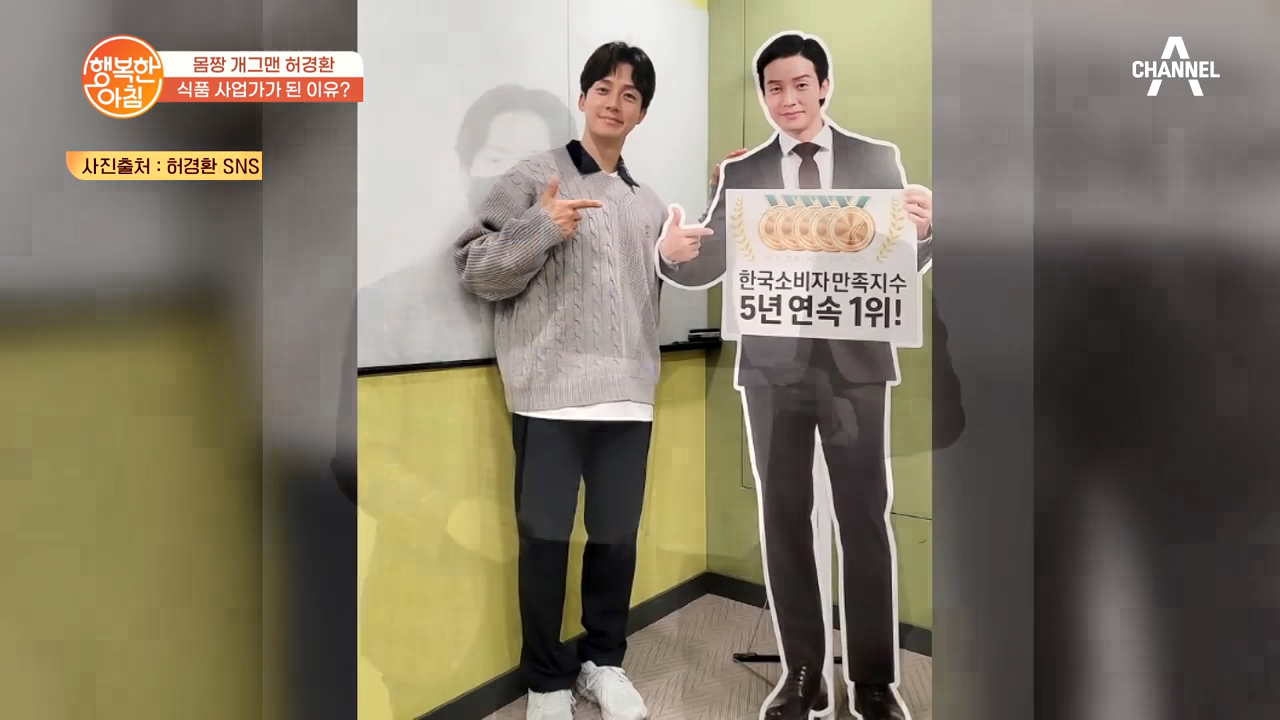 행복한
아침
몸짱 개그맨 허경환
식품 사업가가 된 이유?
CHANNEL A
사진출처 : 허경환 SNS
한국소비자만족지수
5년 연속 1위!